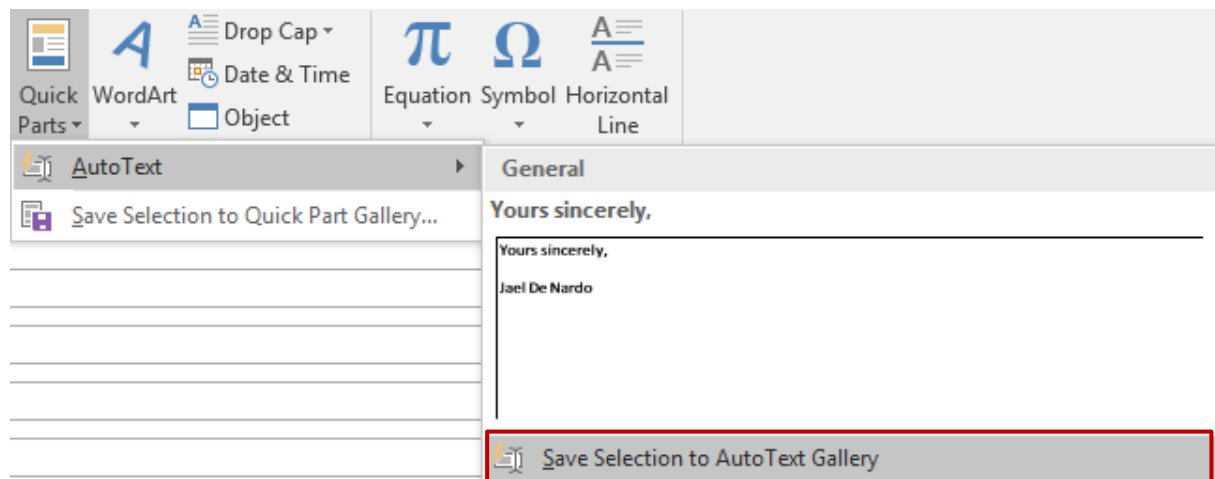 Quick Parts
WordArt
Drop Cap
Date & Time
Object
Equation
Symbol
Horizontal
Line
AutoText
Save Selection to Quick Part Gallery...
General
Yours sincerely,
Yours sincerely,
Jael De Nardo
Save Selection to AutoText Gallery